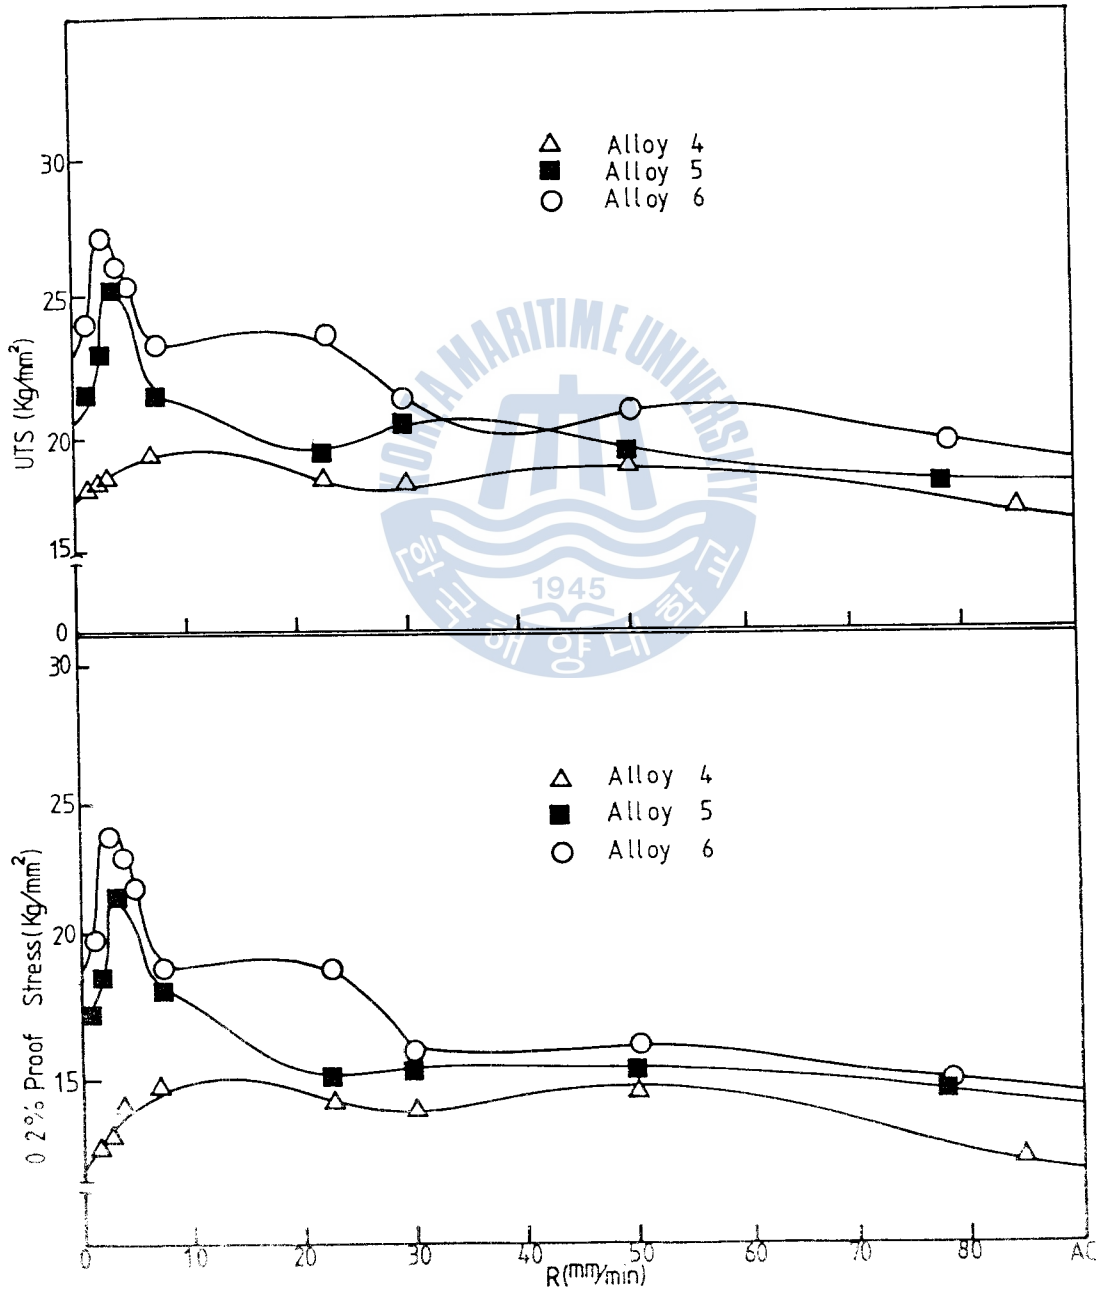 30
25
20
15
0
UTS (Kg/mm²)
Alloy 4
Alloy 5
Alloy 6
KOREA MARITIME UNIVERSITY
1945
한국해양대학교
30
25
20
15
0 2% Proof Stress(Kg/mm²)
Alloy 4
Alloy 5
Alloy 6
0 10 20 30 40 50 60 70 80 AC
R(mm/min)